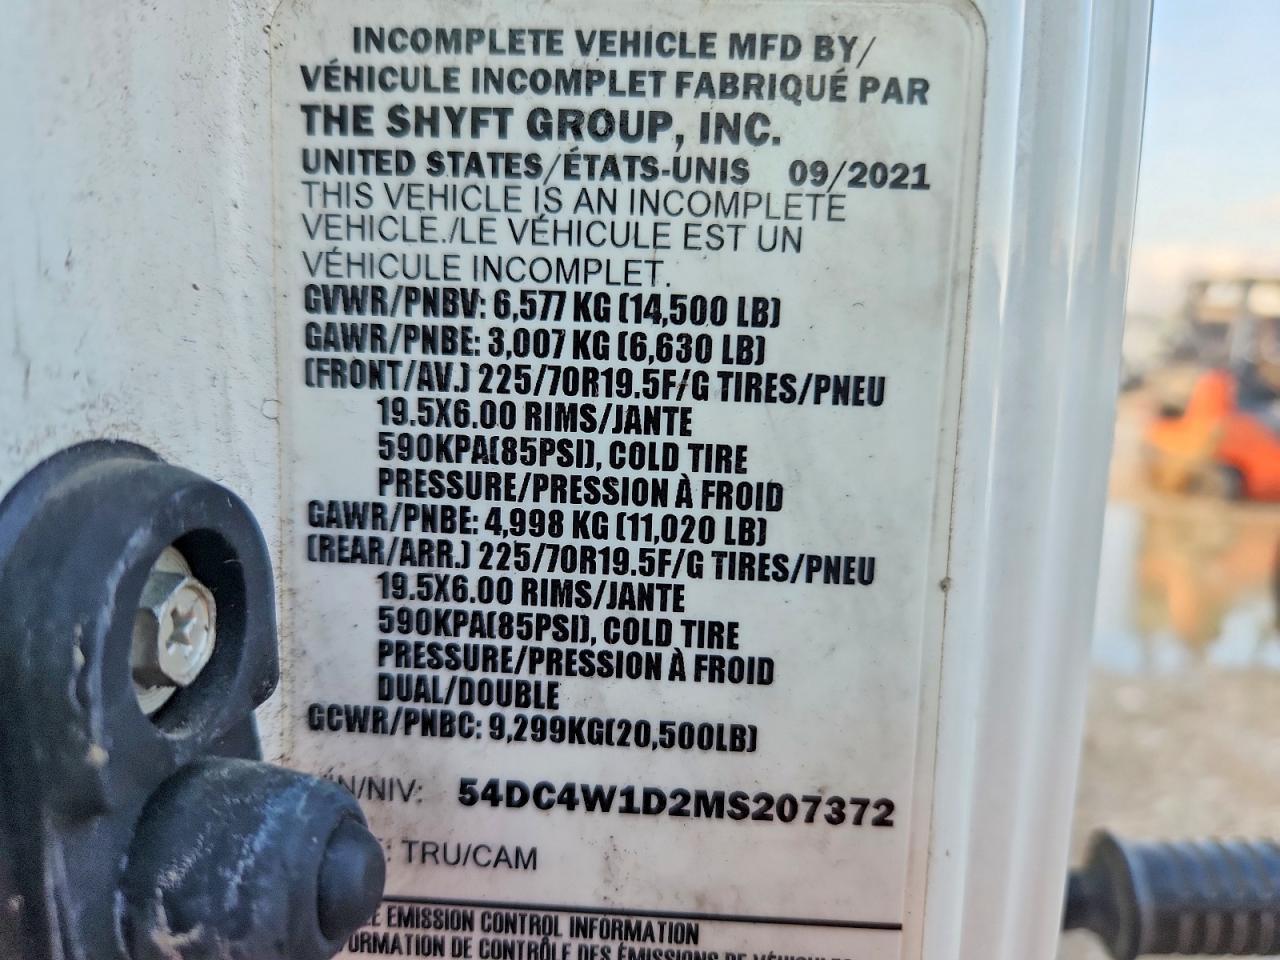 INCOMPLETE VEHICLE MFD BY/
VÉHICULE INCOMPLET FABRIQUÉ PAR
THE SHYFT GROUP, INC.
UNITED STATES/ÉTATS-UNIS 09/2021
THIS VEHICLE IS AN INCOMPLETE
VEHICLE./LE VÉHICULE EST UN
VÉHICULE INCOMPLET.
GVWR/PNBV: 6,577 KG (14,500 LB)
GAWR/PNBE: 3,007 KG (6,630 LB)
(FRONT/AV.) 225/70R19.5F/G TIRES/PNEU
19.5X6.00 RIMS/JANTE
590KPA(85PSI), COLD TIRE
PRESSURE/PRESSION À FROID
GAWR/PNBE: 4,998 KG (11,020 LB)
(REAR/ARR.) 225/70R19.5F/G TIRES/PNEU
19.5X6.00 RIMS/JANTE
590KPA(85PSI), COLD TIRE
PRESSURE/PRESSION À FROID
DUAL/DOUBLE
GCWR/PNBC: 9,299KG(20,500LB)
/NIV: 54DC4W1D2MS207372
: TRU/CAM
EMISSION CONTROL INFORMATION
DE CONTRÔLE DES ÉMISSIONS DE